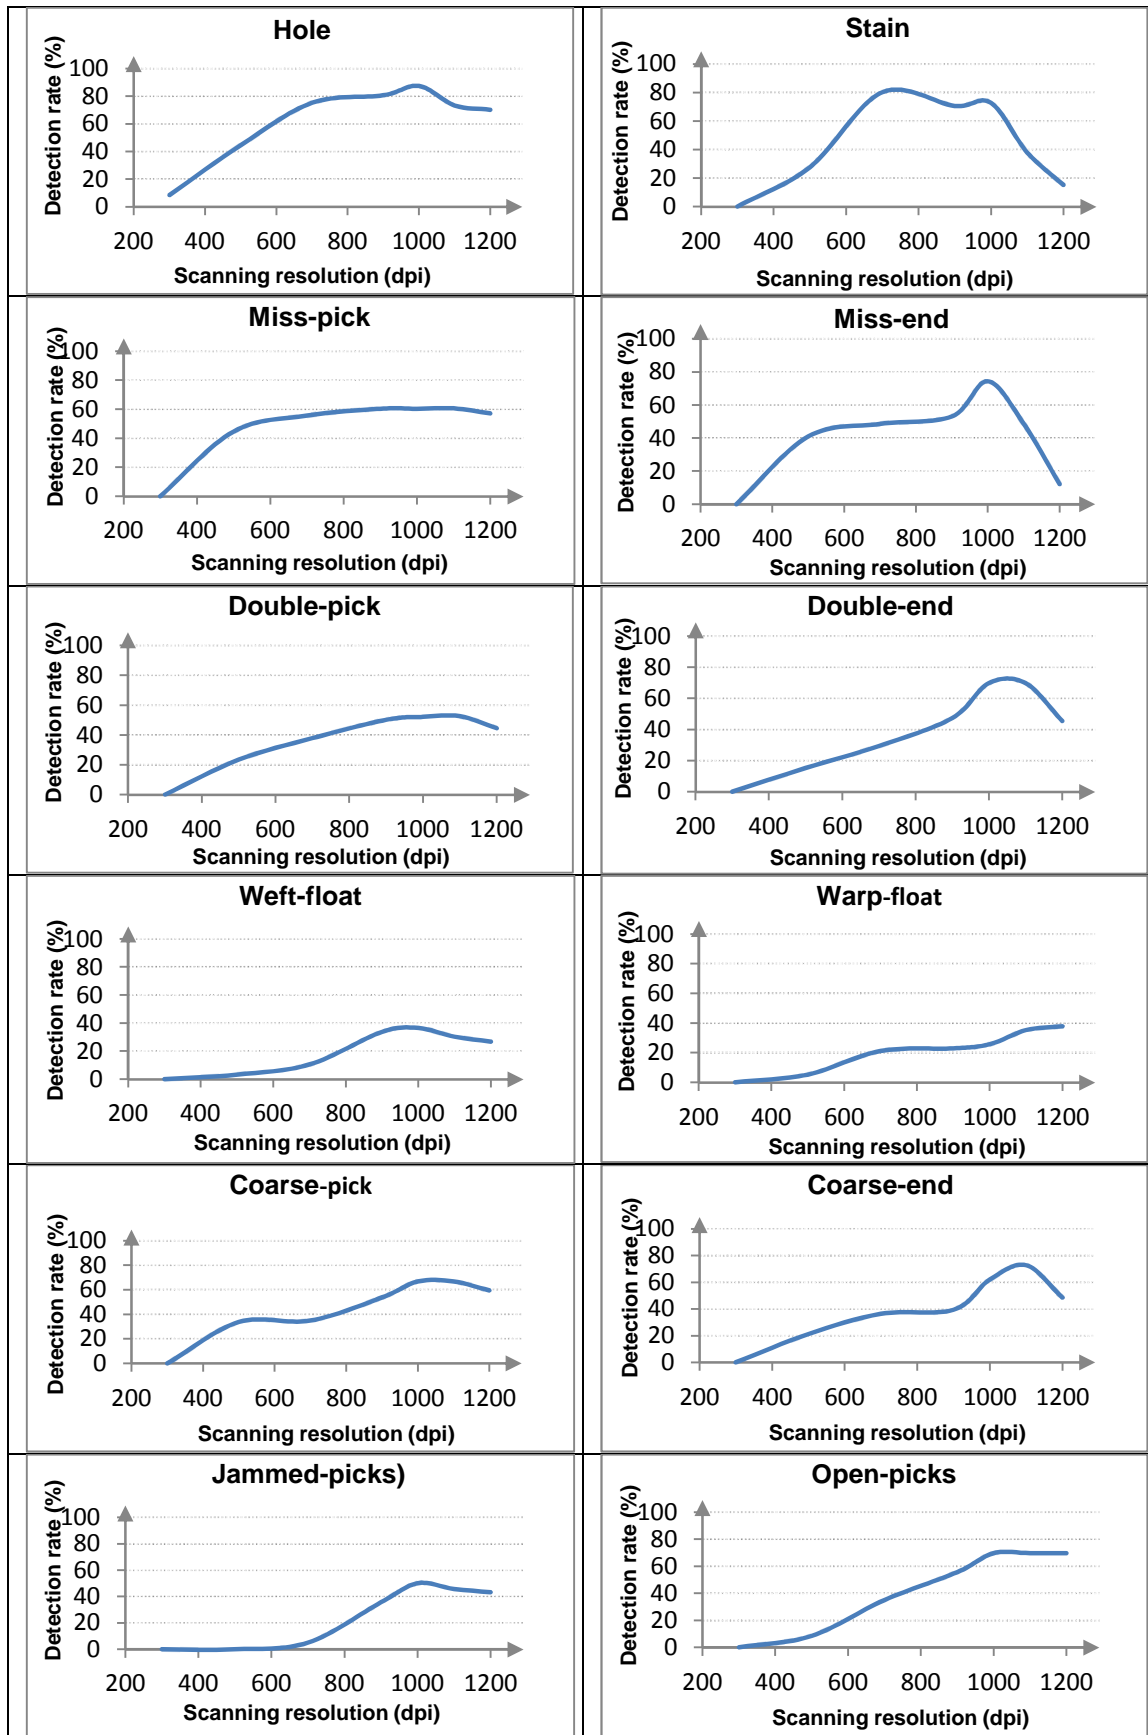 Hole
Detection rate (%)
100
80
60
40
20
0
200 400 600 800 1000 1200
Scanning resolution (dpi)
Stain
Detection rate (%)
100
80
60
40
20
0
200 400 600 800 1000 1200
Scanning resolution (dpi)
Miss-pick
Detection rate (%)
100
80
60
40
20
0
200 400 600 800 1000 1200
Scanning resolution (dpi)
Miss-end
Detection rate (%)
100
80
60
40
20
0
200 400 600 800 1000 1200
Scanning resolution (dpi)
Double-pick
Detection rate (%)
100
80
60
40
20
0
200 400 600 800 1000 1200
Scanning resolution (dpi)
Double-end
Detection rate (%)
100
80
60
40
20
0
200 400 600 800 1000 1200
Scanning resolution (dpi)
Weft-float
Detection rate (%)
100
80
60
40
20
0
200 400 600 800 1000 1200
Scanning resolution (dpi)
Warp-float
Detection rate (%)
100
80
60
40
20
0
200 400 600 800 1000 1200
Scanning resolution (dpi)
Coarse-pick
Detection rate (%)
100
80
60
40
20
0
200 400 600 800 1000 1200
Scanning resolution (dpi)
Coarse-end
Detection rate (%)
100
80
60
40
20
0
200 400 600 800 1000 1200
Scanning resolution (dpi)
Jammed-picks)
Detection rate (%)
100
80
60
40
20
0
200 400 600 800 1000 1200
Scanning resolution (dpi)
Open-picks
Detection rate (%)
100
80
60
40
20
0
200 400 600 800 1000 1200
Scanning resolution (dpi)